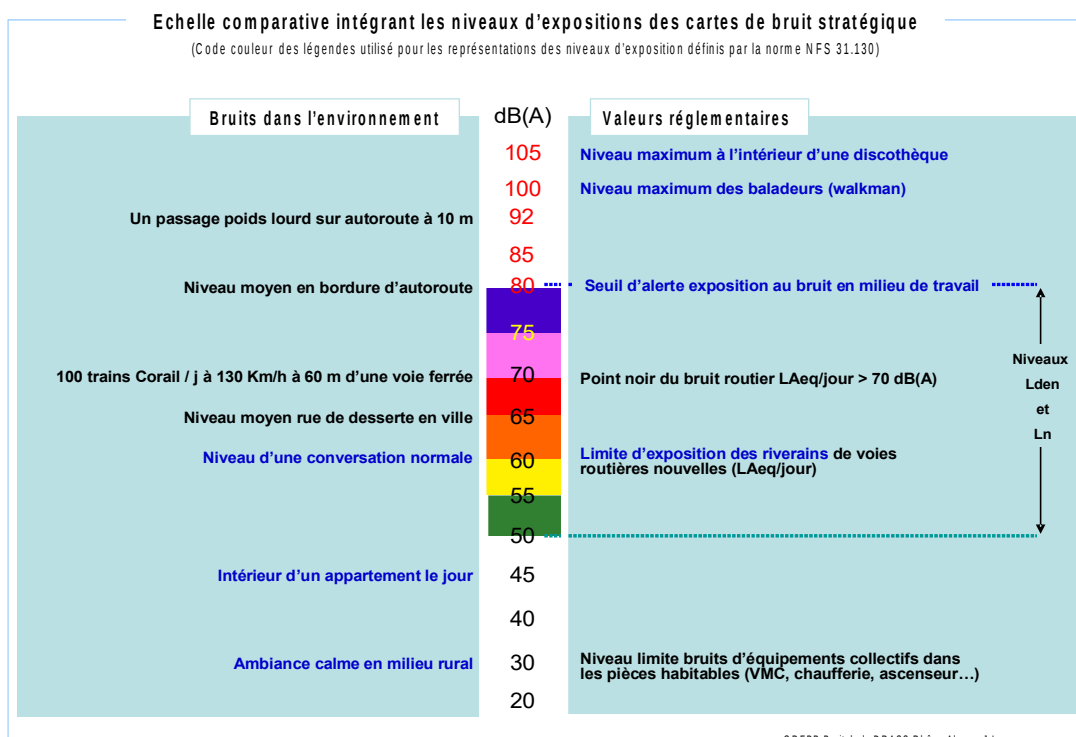 Echelle comparative intégrant les niveaux d'expositions des cartes de bruit stratégique
(Code couleur des légendes utilisé pour les représentations des niveaux d'exposition définis par la norme NFS 31.130)
Bruits dans l'environnement
dB(A)
Valeurs réglementaires
105
Niveau maximum à l'intérieur d'une discothèque
100
Niveau maximum des baladeurs (walkman)
Un passage poids lourd sur autoroute à 10 m
92
85
Niveau moyen en bordure d'autoroute
80
Seuil d'alerte exposition au bruit en milieu de travail
75
Niveaux
Lden
et
Ln
100 trains Corail / j à 130 Km/h à 60 m d'une voie ferrée
70
Point noir du bruit routier LAeq/jour > 70 dB(A)
Niveau moyen rue de desserte en ville
65
Niveau d'une conversation normale
60
Limite d'exposition des riverains de voies
routières nouvelles (LAeq/jour)
55
50
Intérieur d'un appartement le jour
45
40
Ambiance calme en milieu rural
30
Niveau limite bruits d'équipements collectifs dans
les pièces habitables (VMC, chaufferie, ascenseur…)
20